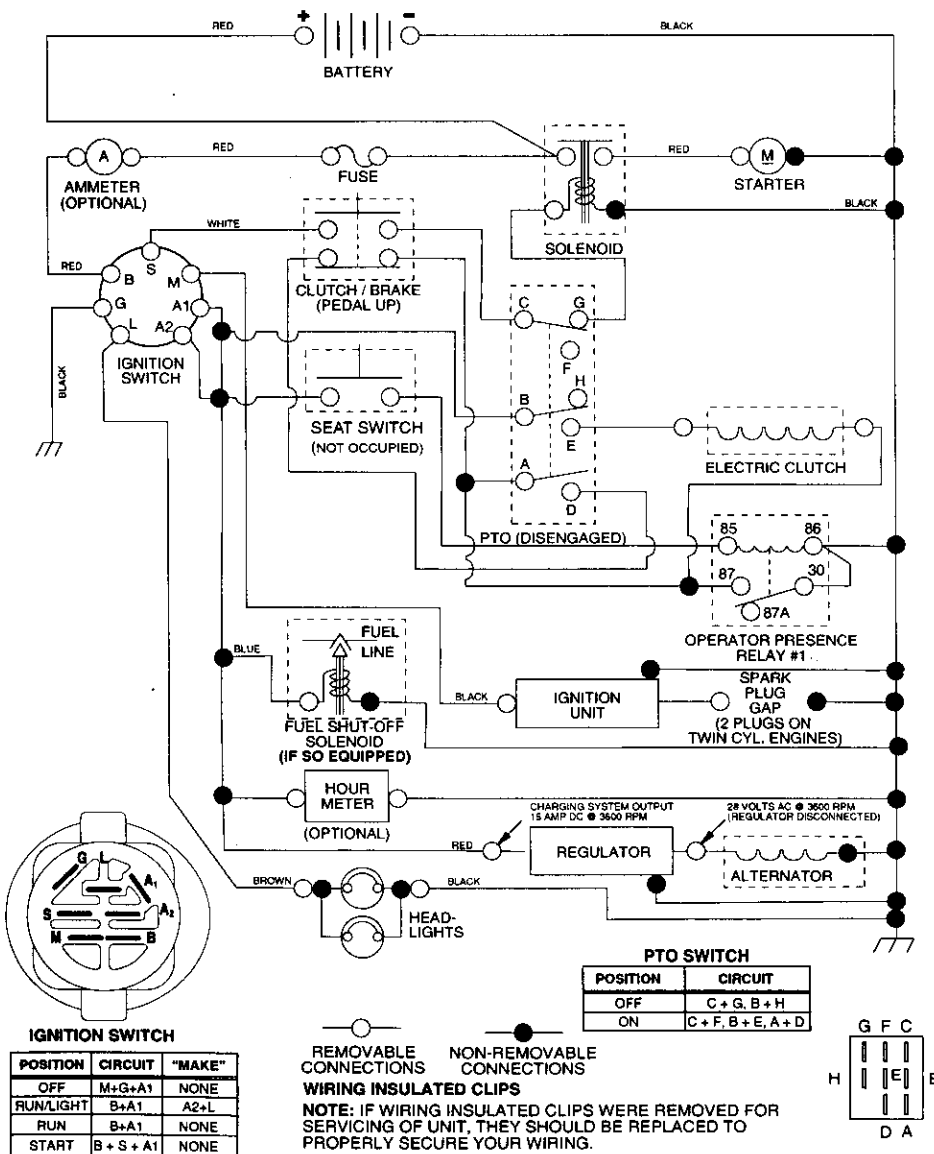 RED
+
-
BLACK
BATTERY
A
RED
RED
M
AMMETER
(OPTIONAL)
FUSE
STARTER
WHITE
BLACK
SOLENOID
RED
S
B
M
G
A1
L
A2
CLUTCH / BRAKE
(PEDAL UP)
C
G
F
IGNITION
SWITCH
BLACK
H
B
E
SEAT SWITCH
(NOT OCCUPIED)
ELECTRIC CLUTCH
A
D
PTO (DISENGAGED)
85
86
87
30
87A
OPERATOR PRESENCE
RELAY #1
FUEL
LINE
BLUE
BLACK
IGNITION
UNIT
SPARK
PLUG
GAP
(2 PLUGS ON
TWIN CYL. ENGINES)
FUEL SHUT-OFF
SOLENOID
(IF SO EQUIPPED)
HOUR
METER
(OPTIONAL)
CHARGING SYSTEM OUTPUT
15 AMP DC @ 3600 RPM
28 VOLTS AC @ 3600 RPM
(REGULATOR DISCONNECTED)
RED
REGULATOR
ALTERNATOR
BROWN
BLACK
HEAD-
LIGHTS
G L
A1
S
A2
M
B
IGNITION SWITCH
POSITION CIRCUIT "MAKE"
OFF M+G+A1 NONE
RUN/LIGHT B+A1 A2+L
RUN B+A1 NONE
START B + S + A1 NONE
PTO SWITCH
POSITION CIRCUIT
OFF C + G, B + H
ON C + F, B + E, A + D
REMOVABLE
CONNECTIONS
NON-REMOVABLE
CONNECTIONS
WIRING INSULATED CLIPS
NOTE: IF WIRING INSULATED CLIPS WERE REMOVED FOR
SERVICING OF UNIT, THEY SHOULD BE REPLACED TO
PROPERLY SECURE YOUR WIRING.
G F C
H
E
D A